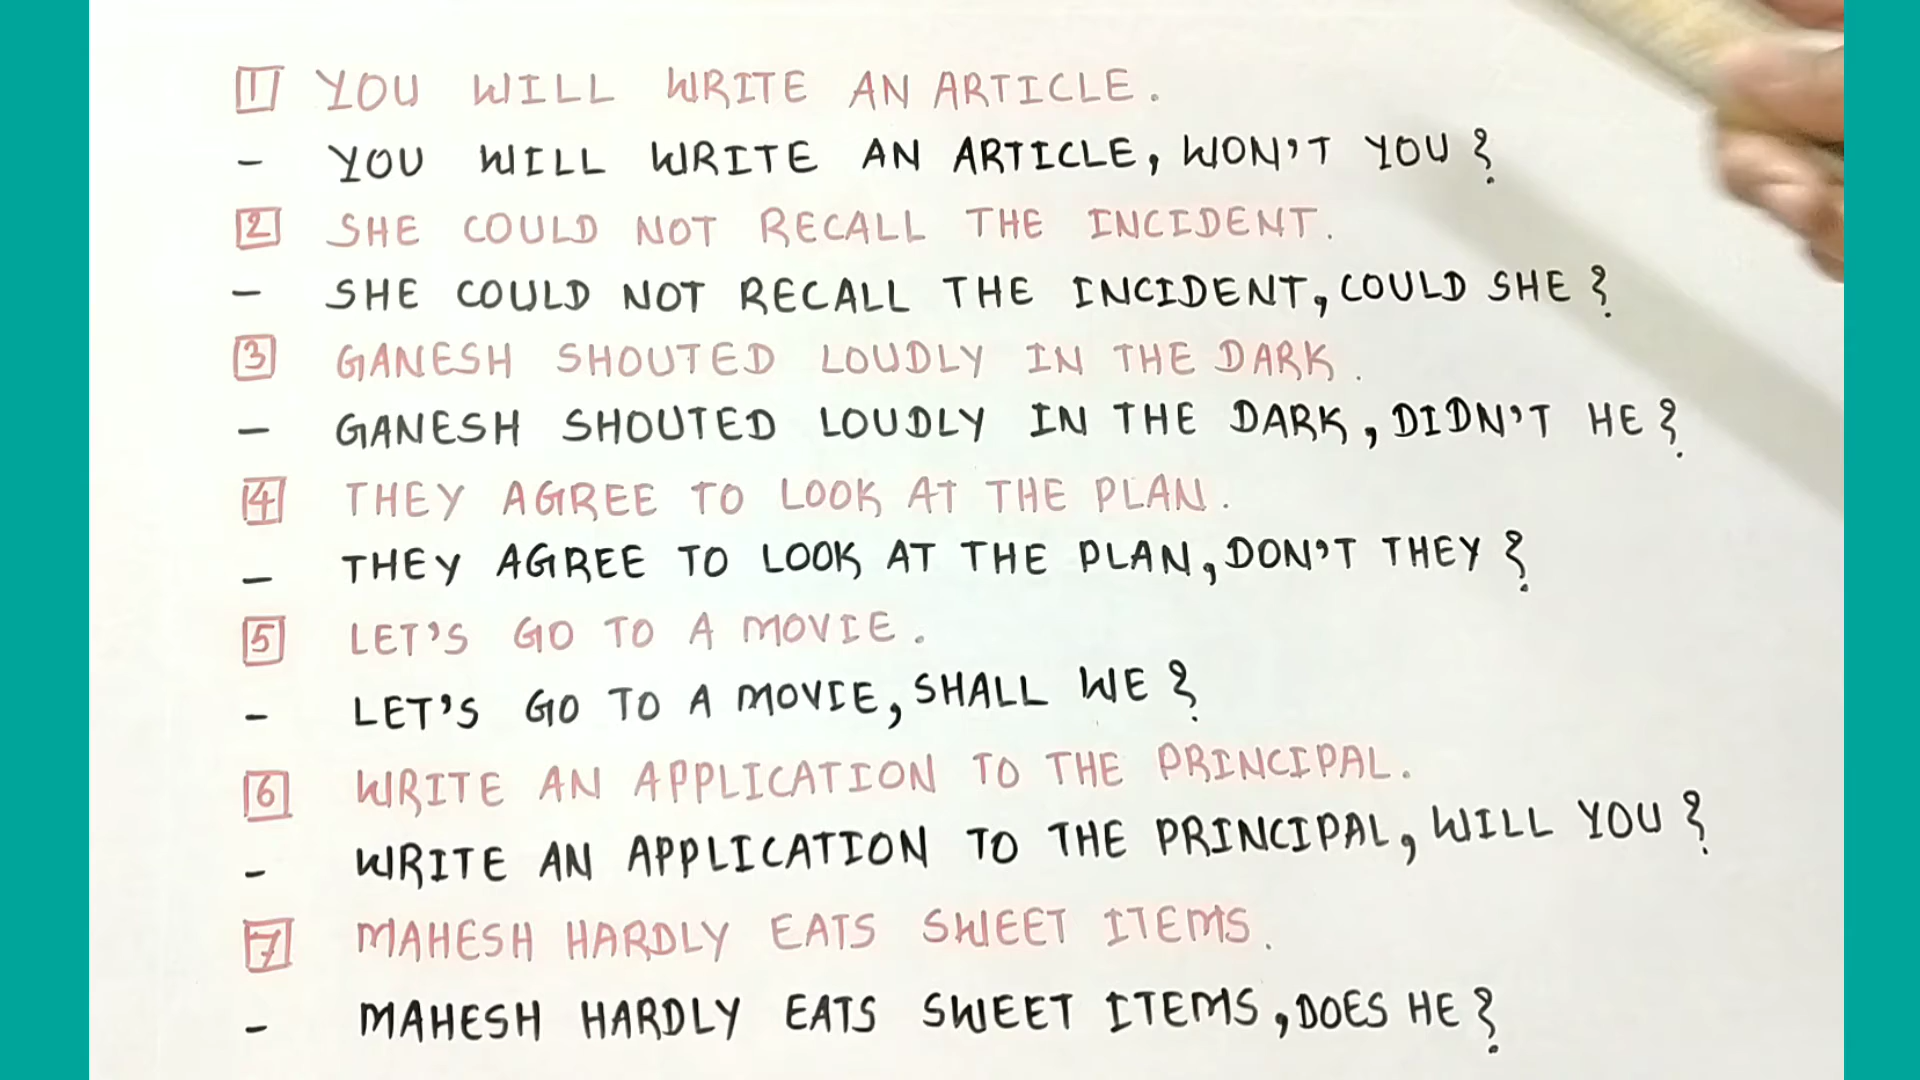 1 YOU WILL WRITE AN ARTICLE.
- YOU WILL WRITE AN ARTICLE, WON'T YOU?
2 SHE COULD NOT RECALL THE INCIDENT.
- SHE COULD NOT RECALL THE INCIDENT, COULD SHE?
3 GANESH SHOUTED LOUDLY IN THE DARK.
- GANESH SHOUTED LOUDLY IN THE DARK, DIDN'T HE?
4 THEY AGREE TO LOOK AT THE PLAN.
- THEY AGREE TO LOOK AT THE PLAN, DON'T THEY?
5 LET'S GO TO A MOVIE.
- LET'S GO TO A MOVIE, SHALL WE?
6 WRITE AN APPLICATION TO THE PRINCIPAL.
- WRITE AN APPLICATION TO THE PRINCIPAL, WILL YOU?
7 MAHESH HARDLY EATS SWEET ITEMS.
- MAHESH HARDLY EATS SWEET ITEMS, DOES HE?